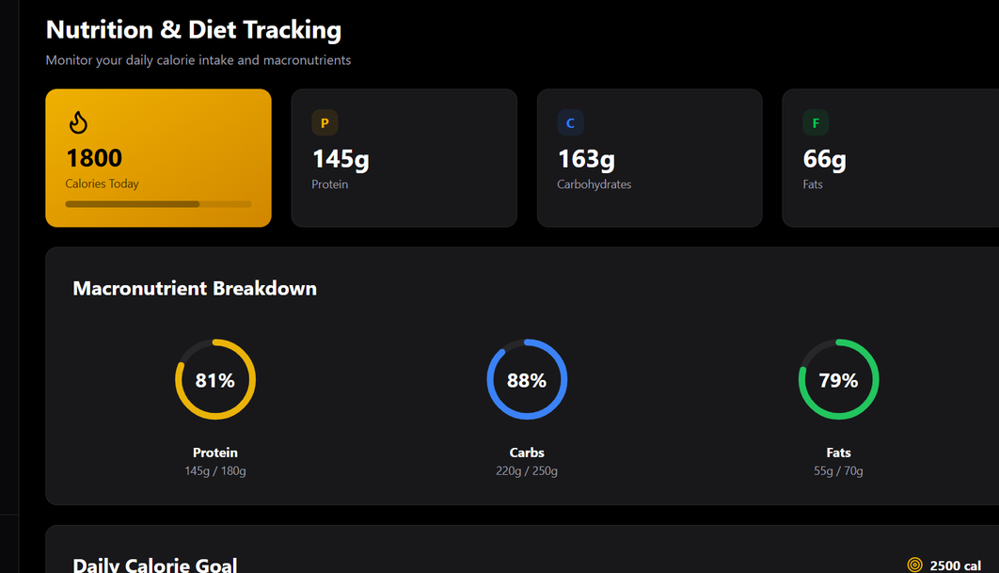 Nutrition & Diet Tracking
Monitor your daily calorie intake and macronutrients
1800
Calories Today
P
145g
Protein
C
163g
Carbohydrates
F
66g
Fats
Macronutrient Breakdown
81%
Protein
145g / 180g
88%
Carbs
220g / 250g
79%
Fats
55g / 70g
Daily Calorie Goal
2500 cal